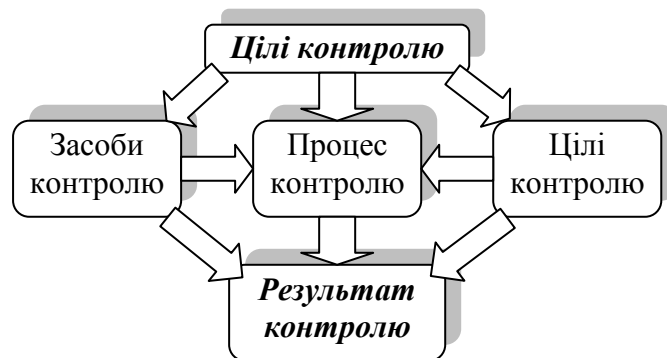 Цілі контролю
Засоби
контролю
Процес
контролю
Цілі
контролю
Результат
контролю